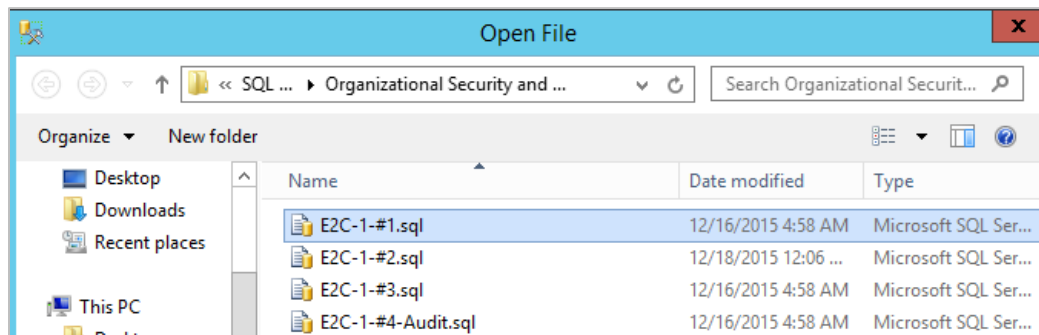 Open File
x
« SQL ... Organizational Security and ...
Search Organizational Securit...
Organize
New folder
Desktop
Downloads
Recent places
This PC
Name
Date modified
Type
E2C-1-#1.sql 12/16/2015 4:58 AM Microsoft SQL Ser...
E2C-1-#2.sql 12/18/2015 12:06 ... Microsoft SQL Ser...
E2C-1-#3.sql 12/16/2015 4:58 AM Microsoft SQL Ser...
E2C-1-#4-Audit.sql 12/16/2015 4:58 AM Microsoft SQL Ser...